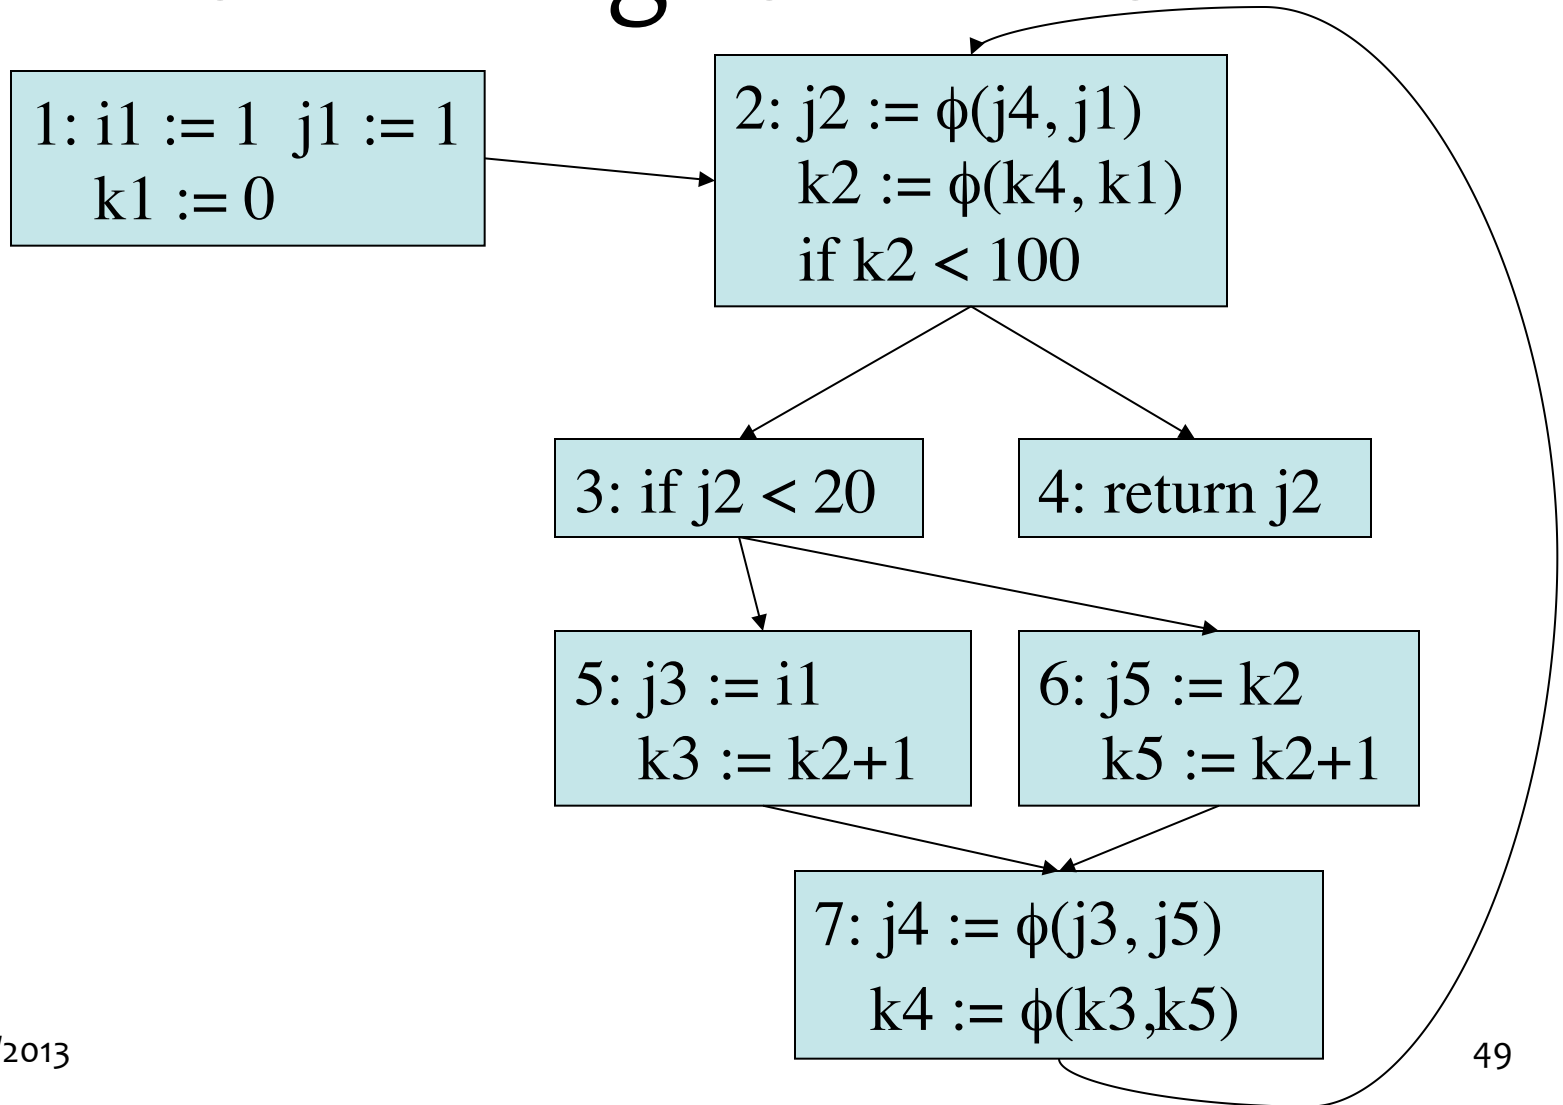 1: i1 := 1 j1 := 1
k1 := 0
2: j2 := ϕ(j4, j1)
k2 := ϕ(k4, k1)
if k2 < 100
3: if j2 < 20
4: return j2
5: j3 := i1
k3 := k2+1
6: j5 := k2
k5 := k2+1
7: j4 := ϕ(j3, j5)
k4 := ϕ(k3,k5)
/2013
49